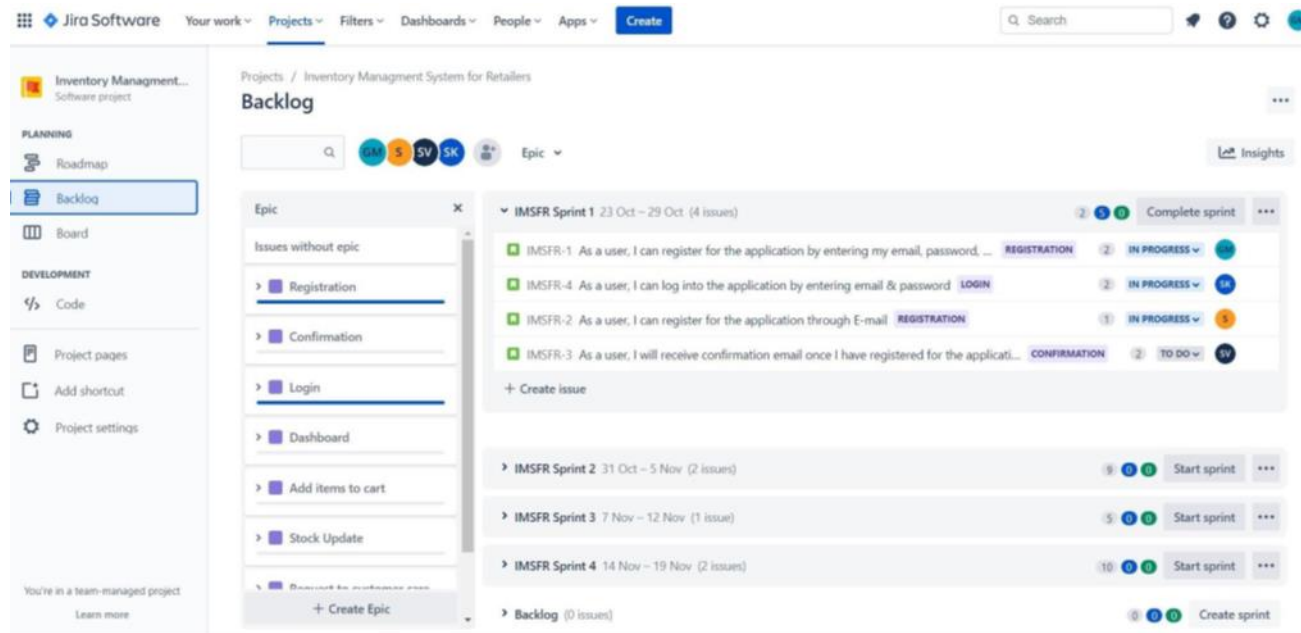 Jira Software Your work Projects Filters Dashboards People Apps Create Search
Inventory Managment...
Software project
PLANNING
Roadmap
Backlog
Board
DEVELOPMENT
Code
Project pages
Add shortcut
Project settings
You're in a team-managed project
Learn more
Projects / Inventory Managment System for Retailers
Backlog
GM S SV SK Epic Insights
Epic
Issues without epic
Registration
Confirmation
Login
Dashboard
Add items to cart
Stock Update
Request to customer care
+ Create Epic
IMSFR Sprint 1 23 Oct – 29 Oct (4 issues) 2 5 0 Complete sprint
IMSFR-1 As a user, I can register for the application by entering my email, password, ... REGISTRATION 2 IN PROGRESS GM
IMSFR-4 As a user, I can log into the application by entering email & password LOGIN 2 IN PROGRESS SK
IMSFR-2 As a user, I can register for the application through E-mail REGISTRATION 1 IN PROGRESS S
IMSFR-3 As a user, I will receive confirmation email once I have registered for the applicati... CONFIRMATION 2 TO DO SV
+ Create issue
IMSFR Sprint 2 31 Oct – 5 Nov (2 issues) 9 0 0 Start sprint
IMSFR Sprint 3 7 Nov – 12 Nov (1 issue) 5 0 0 Start sprint
IMSFR Sprint 4 14 Nov – 19 Nov (2 issues) 10 0 0 Start sprint
Backlog (0 issues) 0 0 0 Create sprint